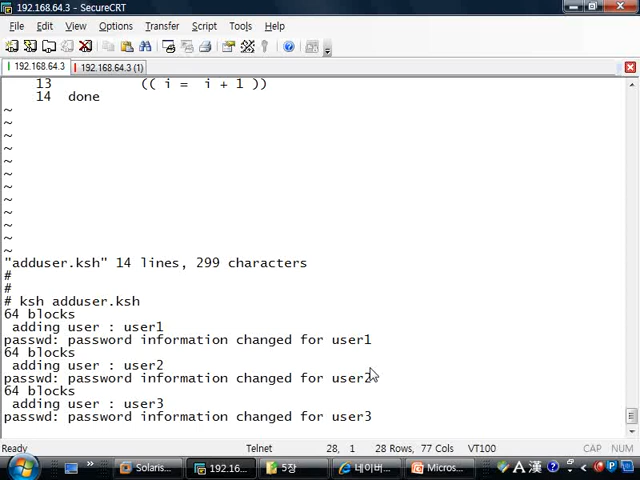 192.168.64.3 - SecureCRT
File Edit View Options Transfer Script Tools Help
192.168.64.3 192.168.64.3 (1)
13 (( i = i + 1 ))
14 done
~
~
~
~
~
~
~
~
~
~
~
~
"adduser.ksh" 14 lines, 299 characters
#
#
# ksh adduser.ksh
64 blocks
adding user : user1
passwd: password information changed for user1
64 blocks
adding user : user2
passwd: password information changed for user2
64 blocks
adding user : user3
passwd: password information changed for user3
Ready Telnet 28, 1 28 Rows, 77 Cols VT100 CAP NUM
Solaris... 192.16... 5장 네이버... Micros... A 漢